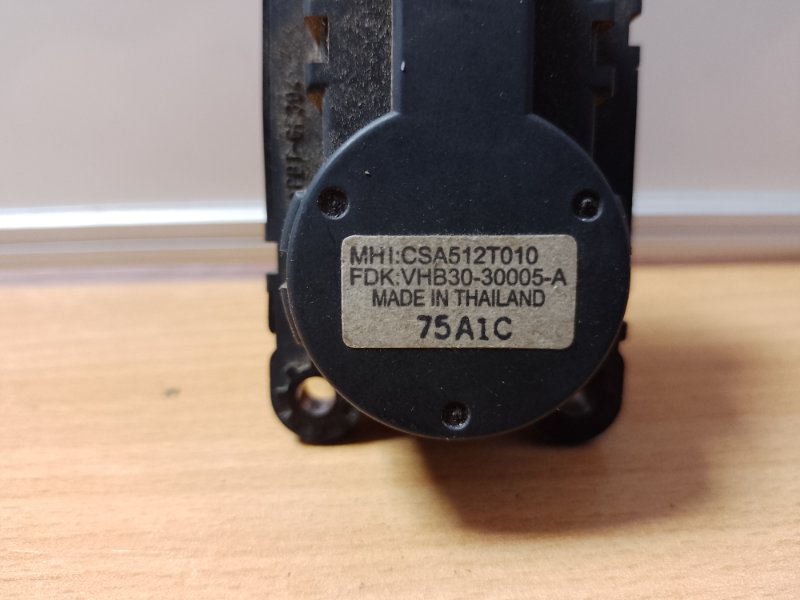 MHI:CSA512T010
FDK:VHB30-30005-A
MADE IN THAILAND
75A1C